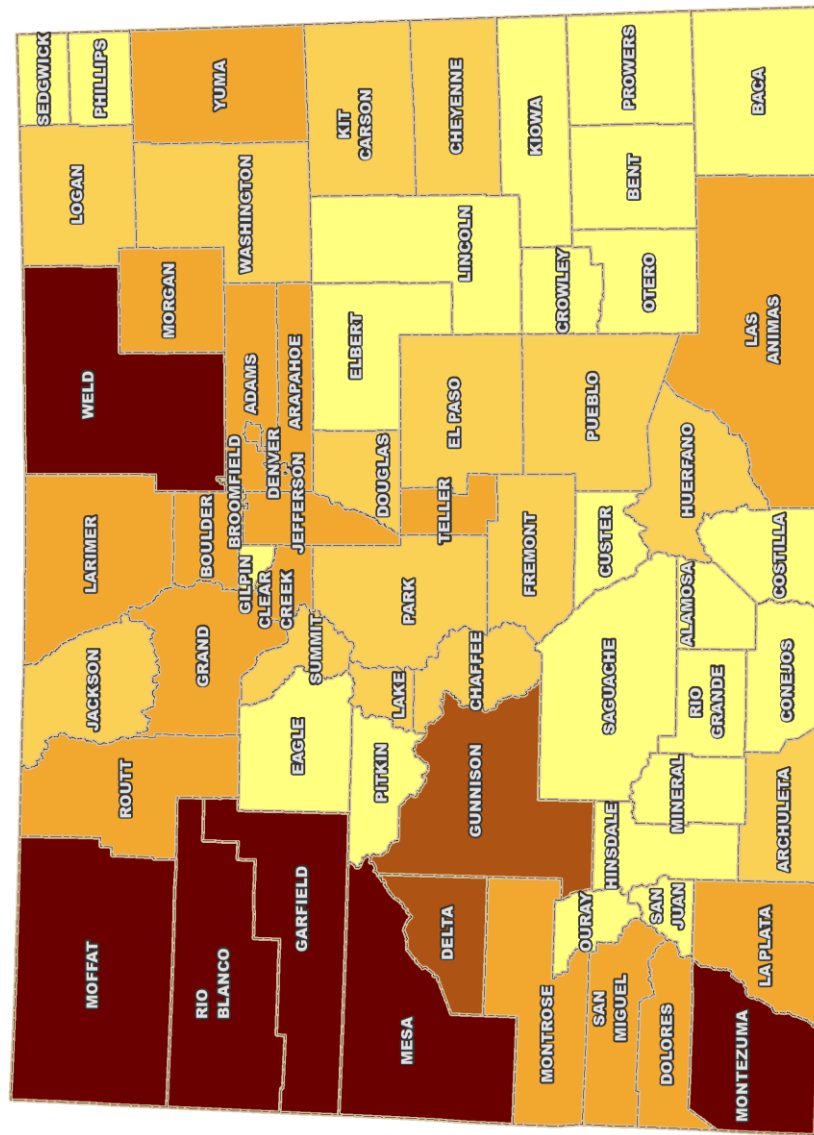 MOFFAT
ROUTT
JACKSON
LARIMER
WELD
LOGAN
SEDGWICK
PHILLIPS
RIO
BLANCO
GRAND
BOULDER
BROOMFIELD
MORGAN
WASHINGTON
YUMA
GARFIELD
EAGLE
SUMMIT
GILPIN
CLEAR
CREEK
JEFFERSON
DENVER
ADAMS
ARAPAHOE
MESA
PITKIN
LAKE
PARK
DOUGLAS
ELBERT
LINCOLN
KIT
CARSON
DELTA
GUNNISON
CHAFFEE
TELLER
EL PASO
CHEYENNE
MONTROSE
OURAY
FREMONT
PUEBLO
CROWLEY
KIOWA
SAN
MIGUEL
HINSDALE
SAGUACHE
CUSTER
OTERO
BENT
PROWERS
DOLORES
SAN
JUAN
MINERAL
RIO
GRANDE
ALAMOSA
HUERFANO
MONTEZUMA
LA PLATA
ARCHULETA
CONEJOS
COSTILLA
LAS
ANIMAS
BACA